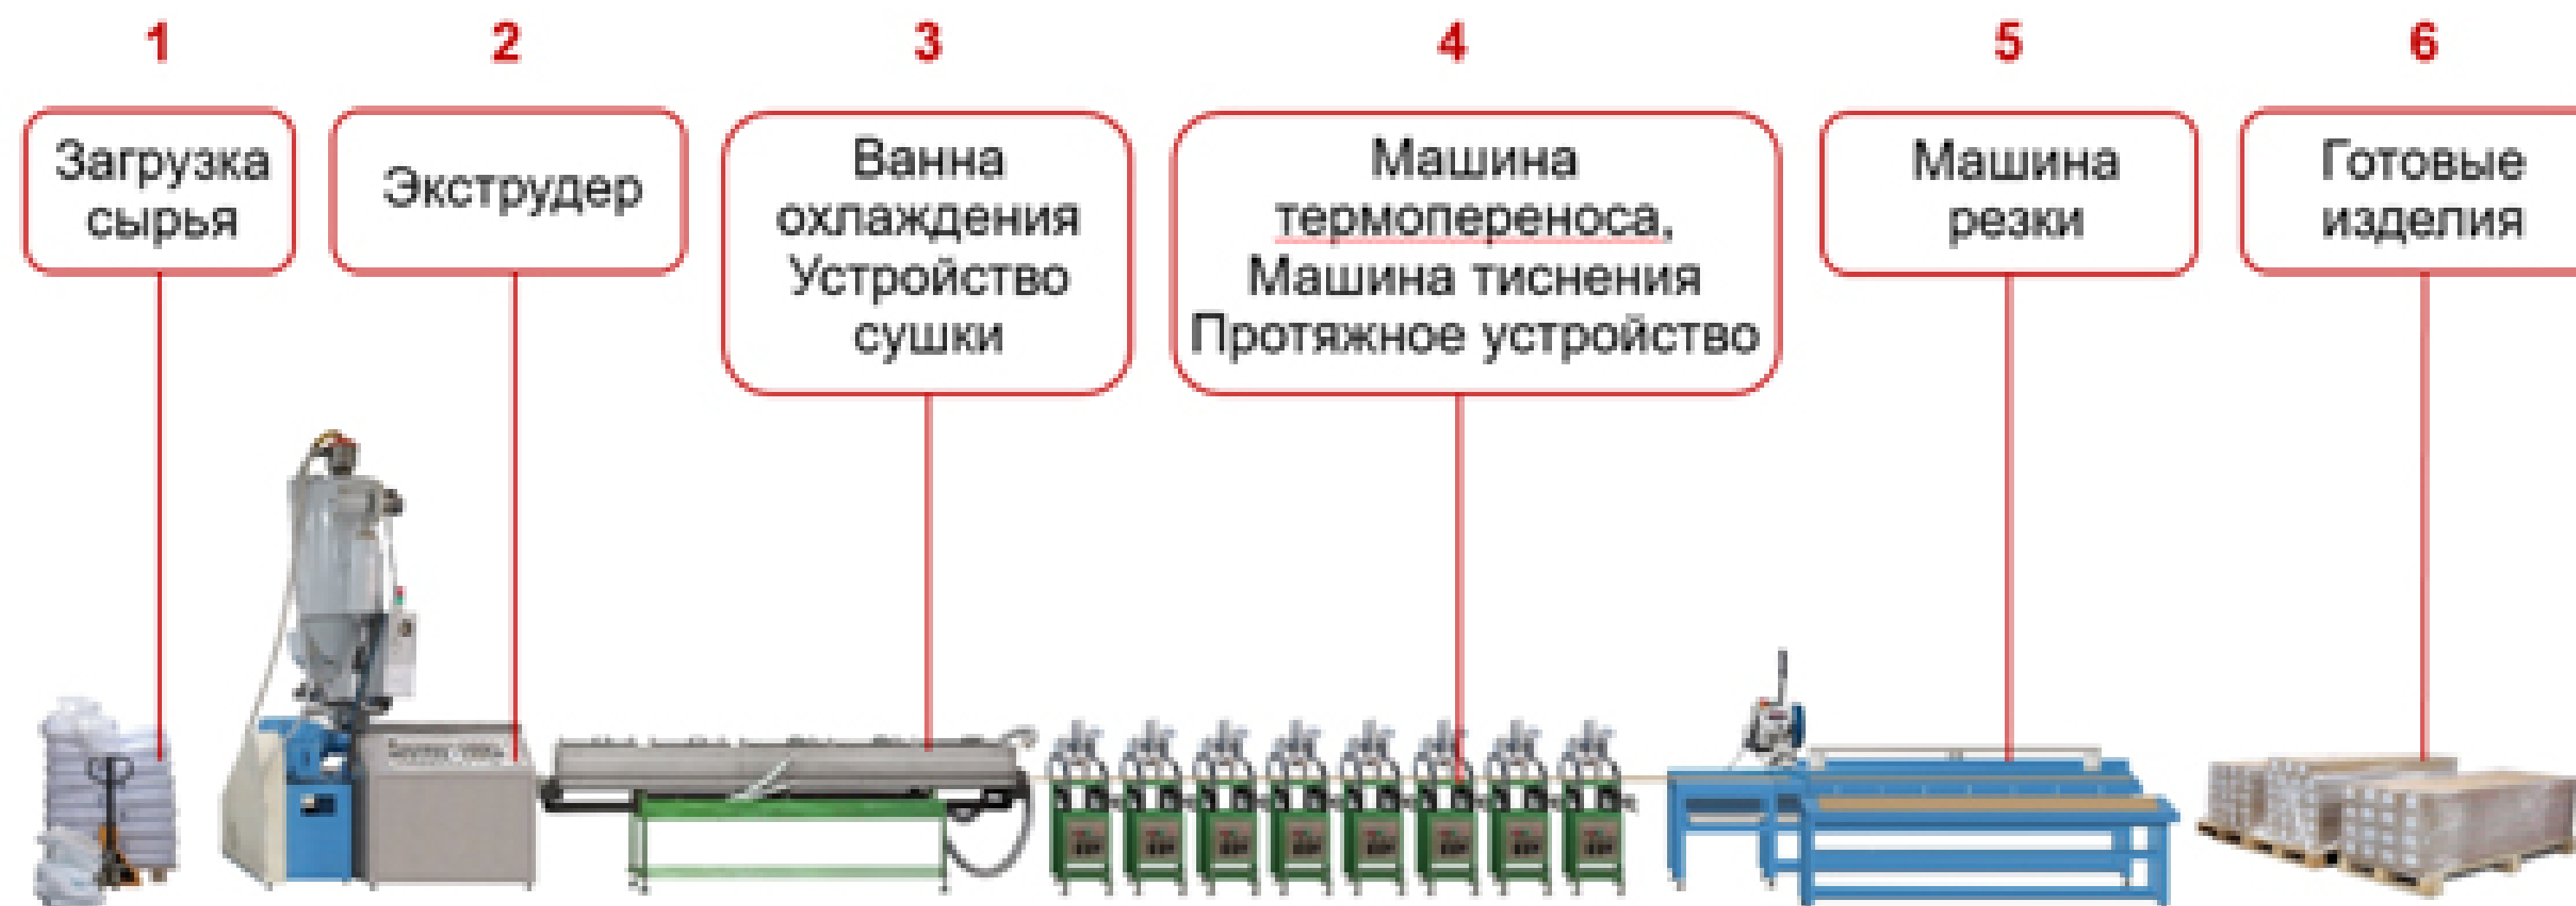 1
2
3
4
5
6
Загрузка
сырья
Экструдер
Ванна
охлаждения
Устройство
сушки
Машина
термопереноса,
Машина тиснения
Протяжное устройство
Машина
резки
Готовые
изделия